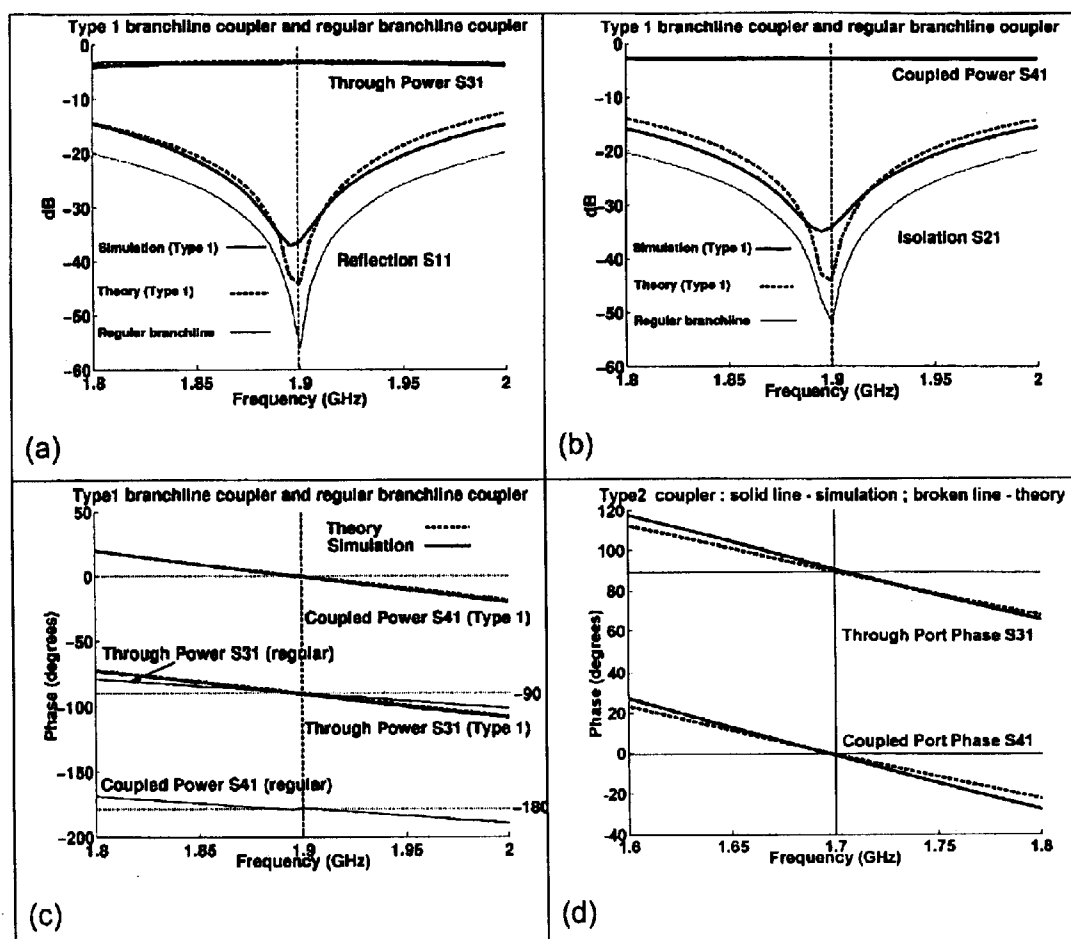 Type 1 branchline coupler and regular branchline coupler
0
-10
-20
-30
-40
-50
-60
dB
Through Power S31
Simulation (Type 1)
Reflection S11
Theory (Type 1)
Regular branchline
1.8
1.85
1.9
1.95
2
Frequency (GHz)
(a)
Type 1 branchline coupler and regular branchline coupler
0
-10
-20
-30
-40
-50
-60
dB
Coupled Power S41
Simulation (Type 1)
Isolation S21
Theory (Type 1)
Regular branchline
1.8
1.85
1.9
1.95
2
Frequency (GHz)
(b)
Type1 branchline coupler and regular branchline coupler
50
0
-50
-100
-150
-200
Phase (degrees)
Theory
Simulation
Coupled Power S41 (Type 1)
Through Power S31 (regular)
-90
Through Power S31 (Type 1)
Coupled Power S41 (regular)
-180
1.8
1.85
1.9
1.95
2
Frequency (GHz)
(c)
Type2 coupler : solid line - simulation ; broken line - theory
120
100
80
60
40
20
0
-20
-40
Phase (degrees)
Through Port Phase S31
Coupled Port Phase S41
1.6
1.65
1.7
1.75
1.8
Frequency (GHz)
(d)